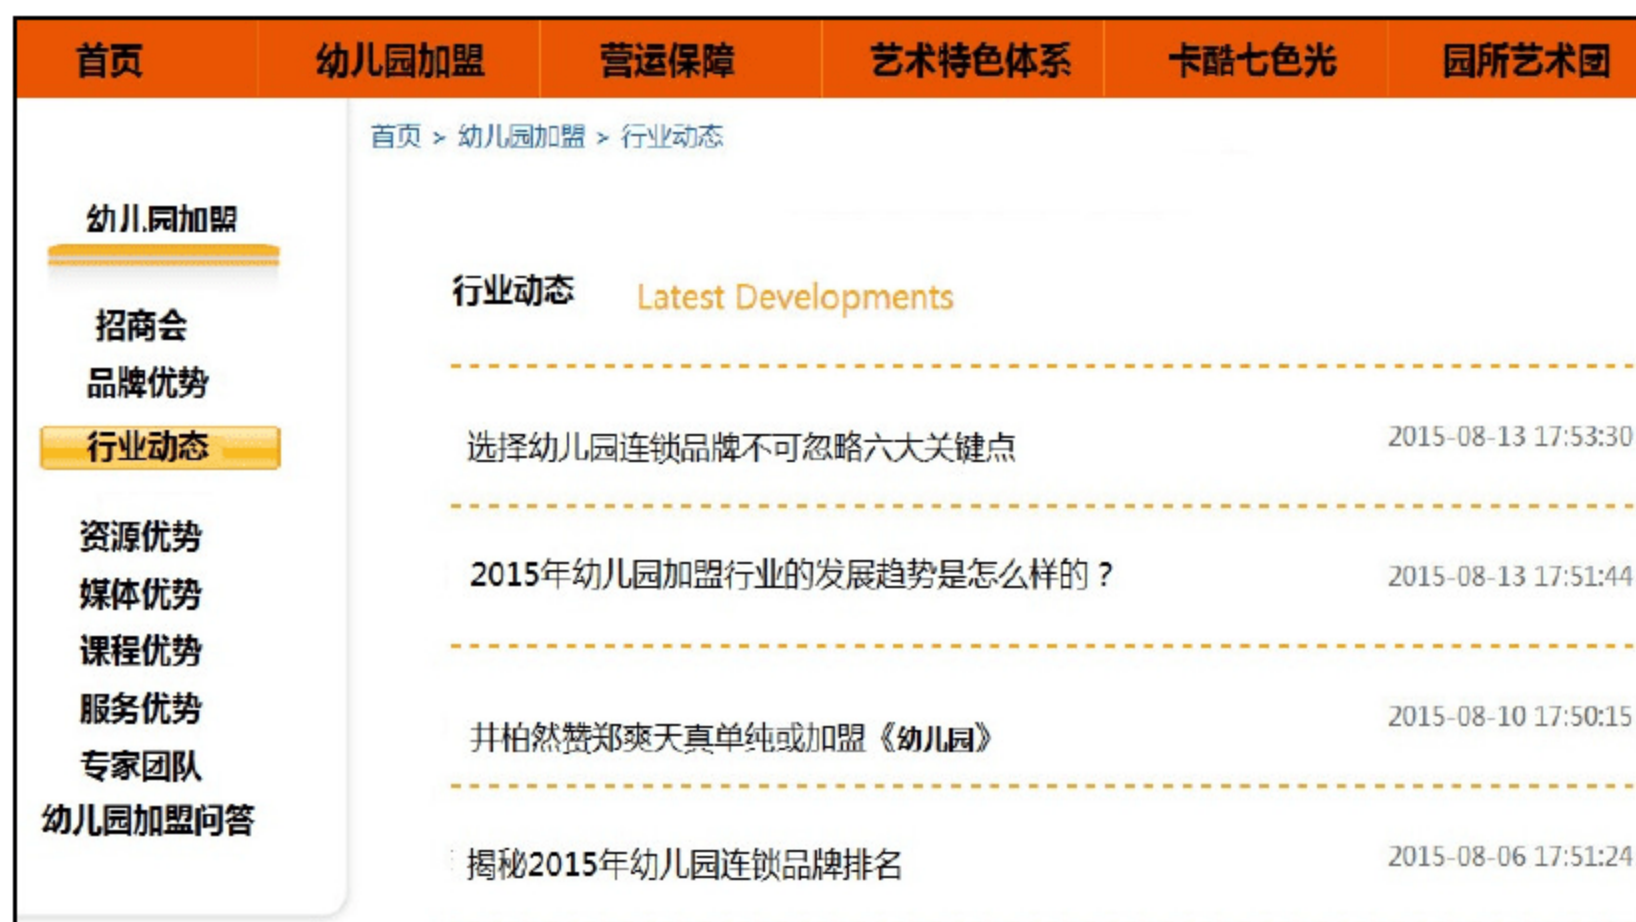 首页 幼儿园加盟 营运保障 艺术特色体系 卡酷七色光 园所艺术团
首页 > 幼儿园加盟 > 行业动态
幼儿园加盟
招商会
品牌优势
行业动态
资源优势
媒体优势
课程优势
服务优势
专家团队
幼儿园加盟问答
行业动态 Latest Developments
选择幼儿园连锁品牌不可忽略六大关键点 2015-08-13 17:53:30
2015年幼儿园加盟行业的发展趋势是怎么样的？ 2015-08-13 17:51:44
井柏然赞郑爽天真单纯或加盟《幼儿园》 2015-08-10 17:50:15
揭秘2015年幼儿园连锁品牌排名 2015-08-06 17:51:24